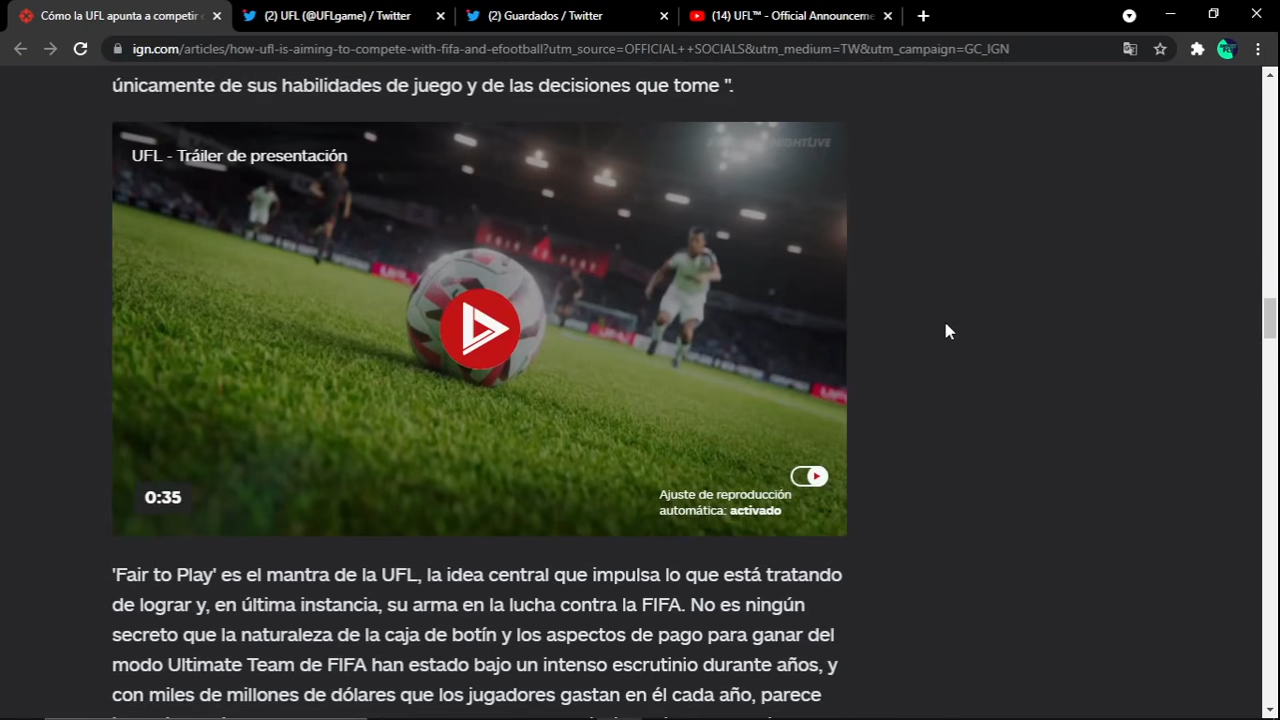 Cómo la UFL apunta a competir c
(2) UFL (@UFLgame) / Twitter
(2) Guardados / Twitter
(14) UFL™ - Official Announceme
ign.com/articles/how-ufl-is-aiming-to-compete-with-fifa-and-efootball?utm_source=OFFICIAL++SOCIALS&utm_medium=TW&utm_campaign=GC_IGN
únicamente de sus habilidades de juego y de las decisiones que tome ".
UFL - Tráiler de presentación
FAIR TO PLAY
0:35
Ajuste de reproducción
automática: activado
'Fair to Play' es el mantra de la UFL, la idea central que impulsa lo que está tratando
de lograr y, en última instancia, su arma en la lucha contra la FIFA. No es ningún
secreto que la naturaleza de la caja de botín y los aspectos de pago para ganar del
modo Ultimate Team de FIFA han estado bajo un intenso escrutinio durante años, y
con miles de millones de dólares que los jugadores gastan en él cada año, parece